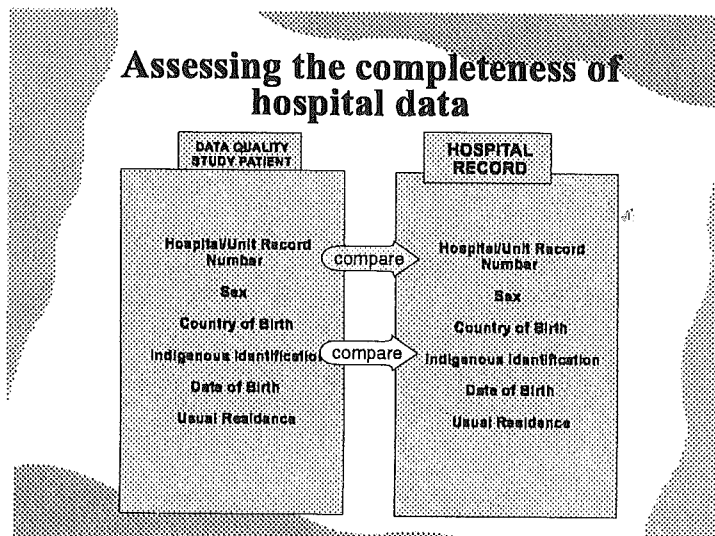 Assessing the completeness of
hospital data
DATA QUALITY
STUDY PATIENT
Hospital/Unit Record
Number
Sex
Country of Birth
Indigenous Identification
Date of Birth
Usual Residence
compare
compare
HOSPITAL
RECORD
Hospital/Unit Record
Number
Sex
Country of Birth
Indigenous Identification
Date of Birth
Usual Residence